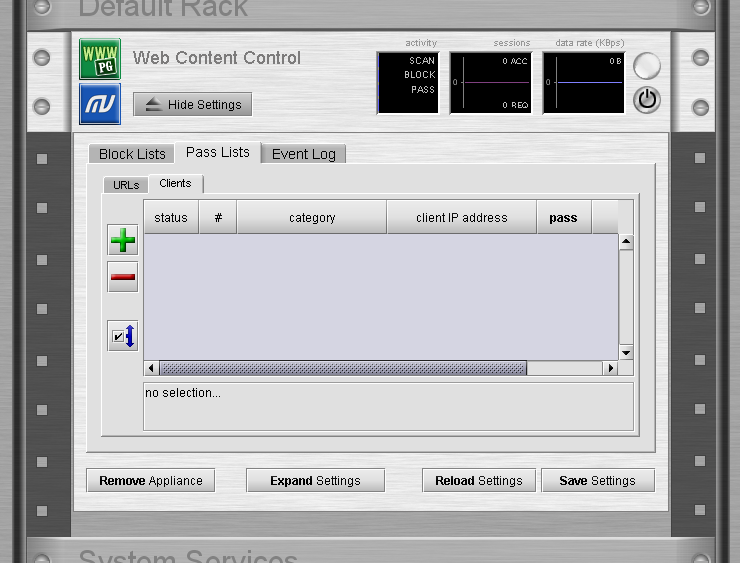 Default Rack
WWW
PG
Web Content Control
activity
sessions
data rate (KBps)
SCAN
BLOCK
PASS
0 ACC
0
0 REQ
0 B
0
Hide Settings
Block Lists
Pass Lists
Event Log
URLs
Clients
status
#
category
client IP address
pass
no selection...
Remove Appliance
Expand Settings
Reload Settings
Save Settings
System Services